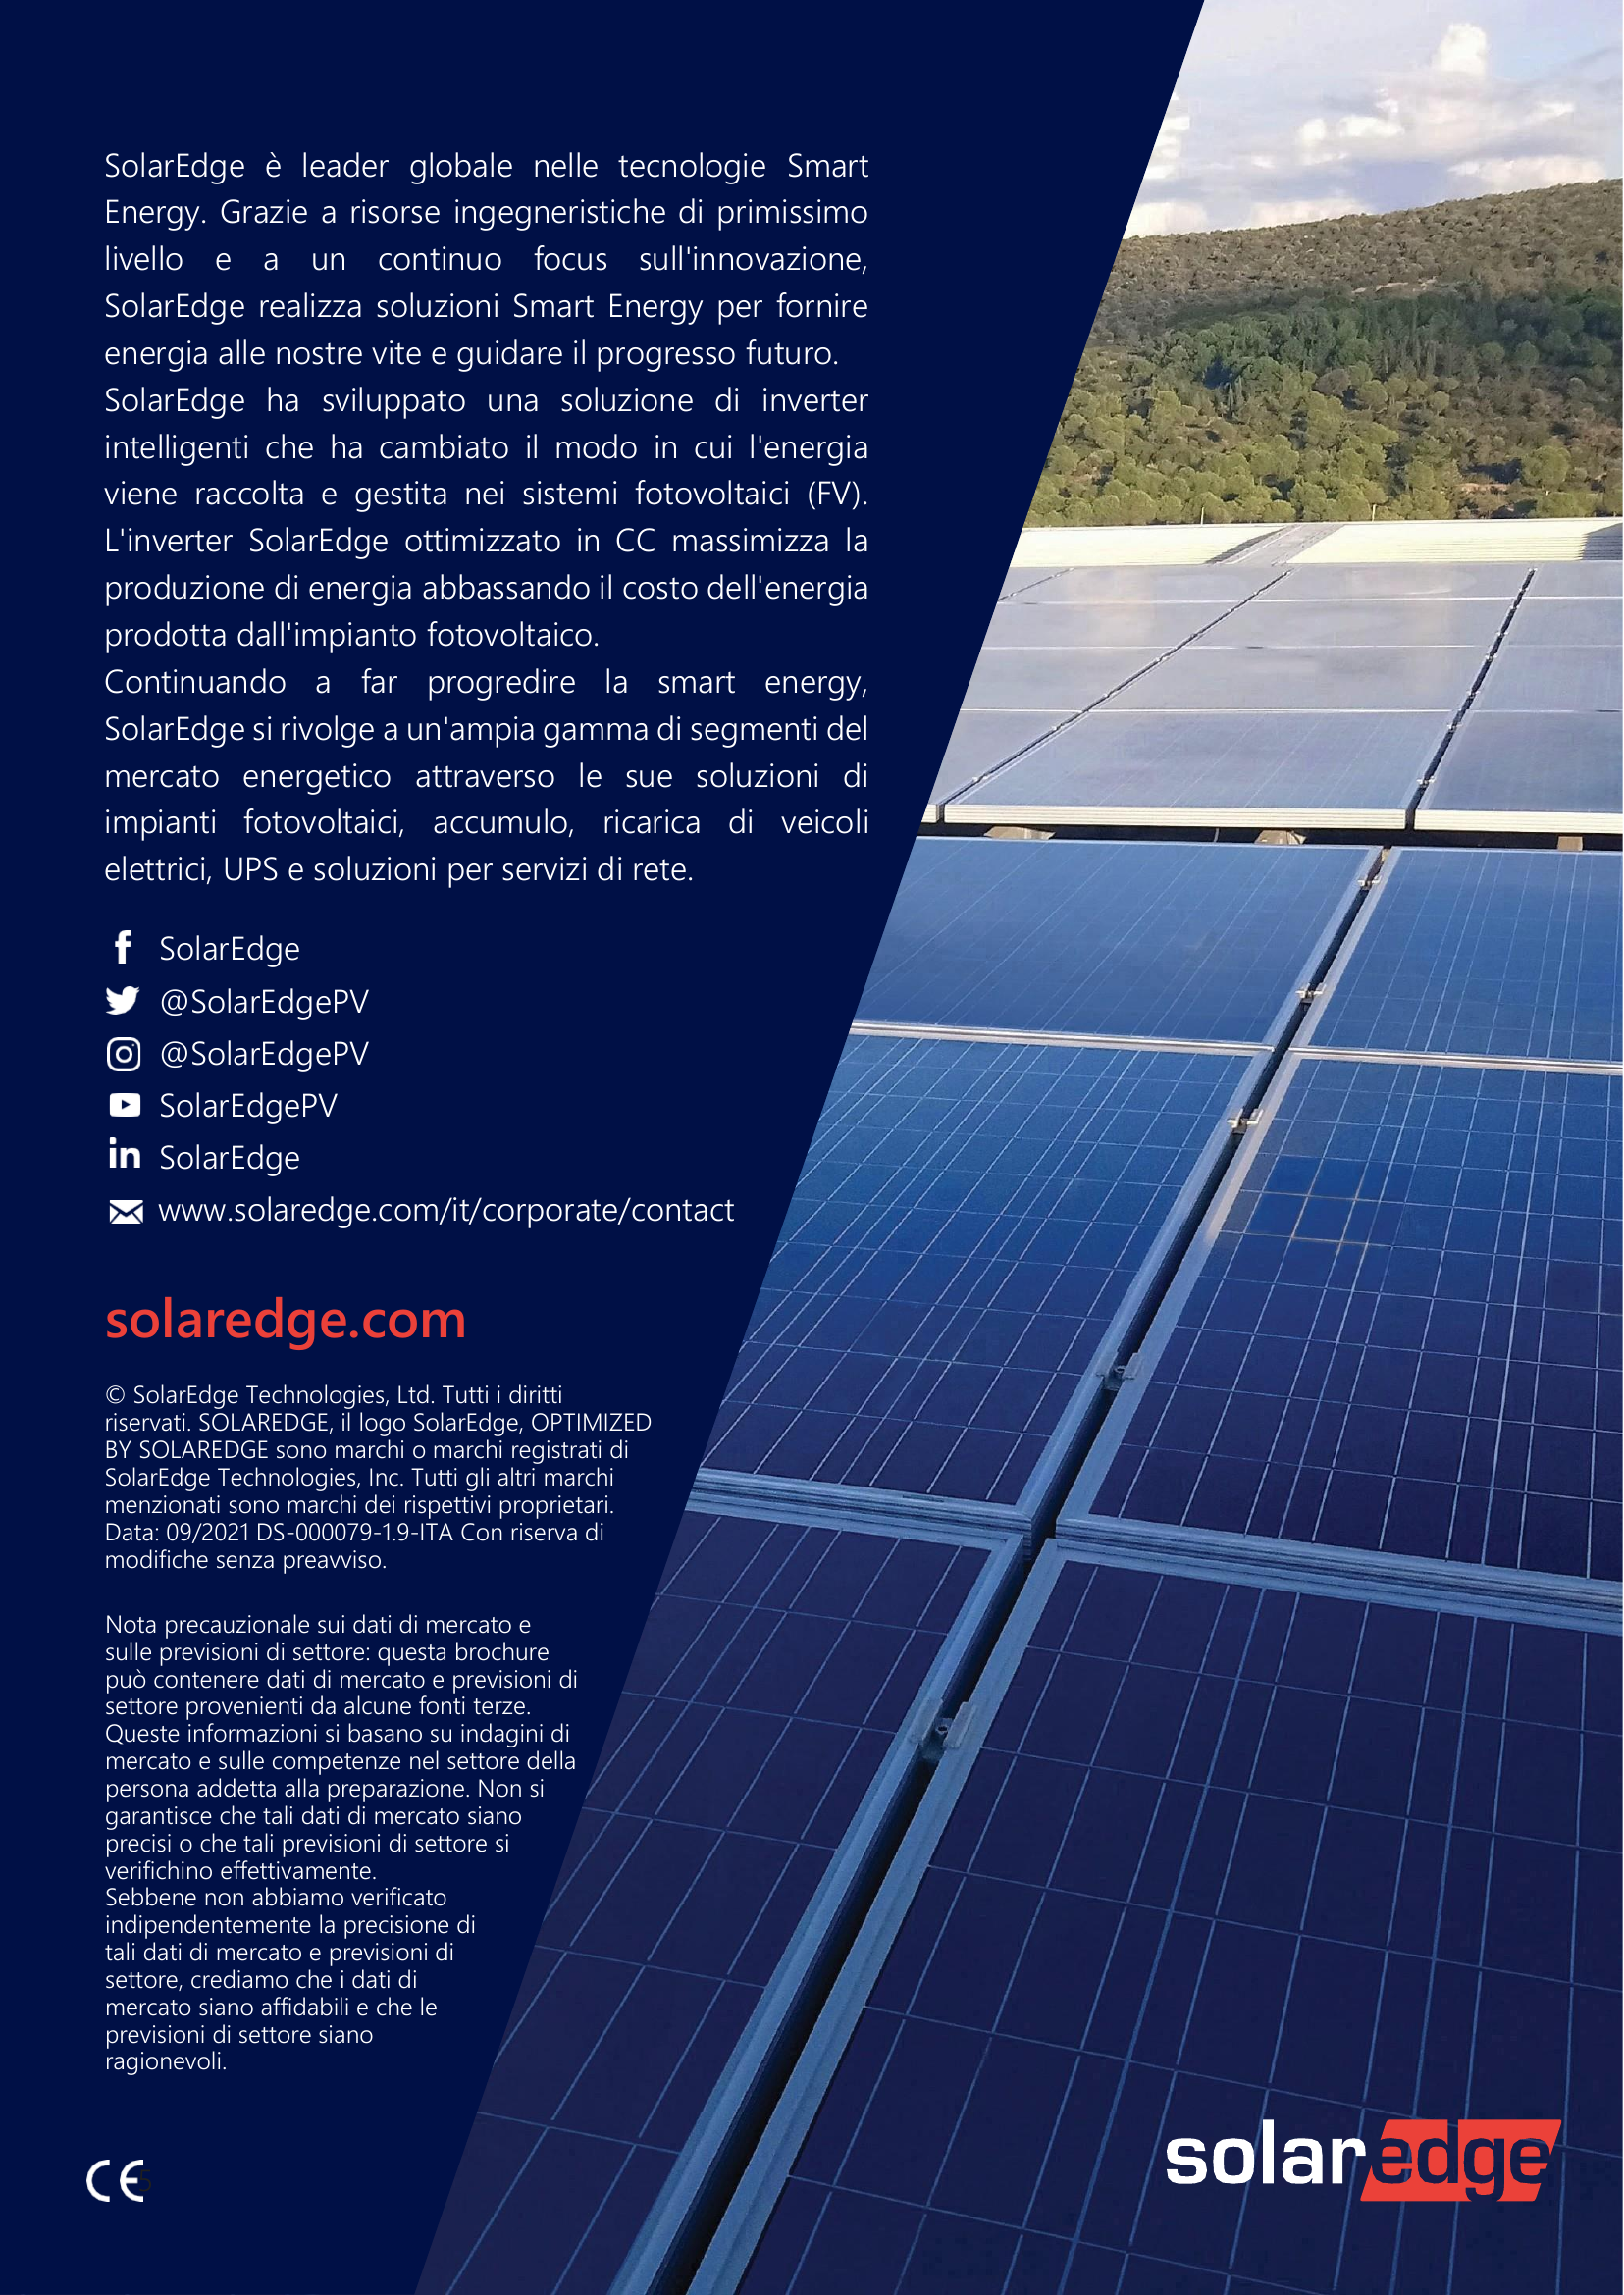 SolarEdge è leader globale nelle tecnologie Smart
Energy. Grazie a risorse ingegneristiche di primissimo
livello e a un continuo focus sull'innovazione,
SolarEdge realizza soluzioni Smart Energy per fornire
energia alle nostre vite e guidare il progresso futuro.
SolarEdge ha sviluppato una soluzione di inverter
intelligenti che ha cambiato il modo in cui l'energia
viene raccolta e gestita nei sistemi fotovoltaici (FV).
L'inverter SolarEdge ottimizzato in CC massimizza la
produzione di energia abbassando il costo dell'energia
prodotta dall'impianto fotovoltaico.
Continuando a far progredire la smart energy,
SolarEdge si rivolge a un'ampia gamma di segmenti del
mercato energetico attraverso le sue soluzioni di
impianti fotovoltaici, accumulo, ricarica di veicoli
elettrici, UPS e soluzioni per servizi di rete.
SolarEdge
@SolarEdgePV
@SolarEdgePV
SolarEdgePV
SolarEdge
www.solaredge.com/it/corporate/contact
solaredge.com
© SolarEdge Technologies, Ltd. Tutti i diritti
riservati. SOLAREDGE, il logo SolarEdge, OPTIMIZED
BY SOLAREDGE sono marchi o marchi registrati di
SolarEdge Technologies, Inc. Tutti gli altri marchi
menzionati sono marchi dei rispettivi proprietari.
Data: 09/2021 DS-000079-1.9-ITA Con riserva di
modifiche senza preavviso.
Nota precauzionale sui dati di mercato e
sulle previsioni di settore: questa brochure
può contenere dati di mercato e previsioni di
settore provenienti da alcune fonti terze.
Queste informazioni si basano su indagini di
mercato e sulle competenze nel settore della
persona addetta alla preparazione. Non si
garantisce che tali dati di mercato siano
precisi o che tali previsioni di settore si
verifichino effettivamente.
Sebbene non abbiamo verificato
indipendentemente la precisione di
tali dati di mercato e previsioni di
settore, crediamo che i dati di
mercato siano affidabili e che le
previsioni di settore siano
ragionevoli.
CE 5
solaredge